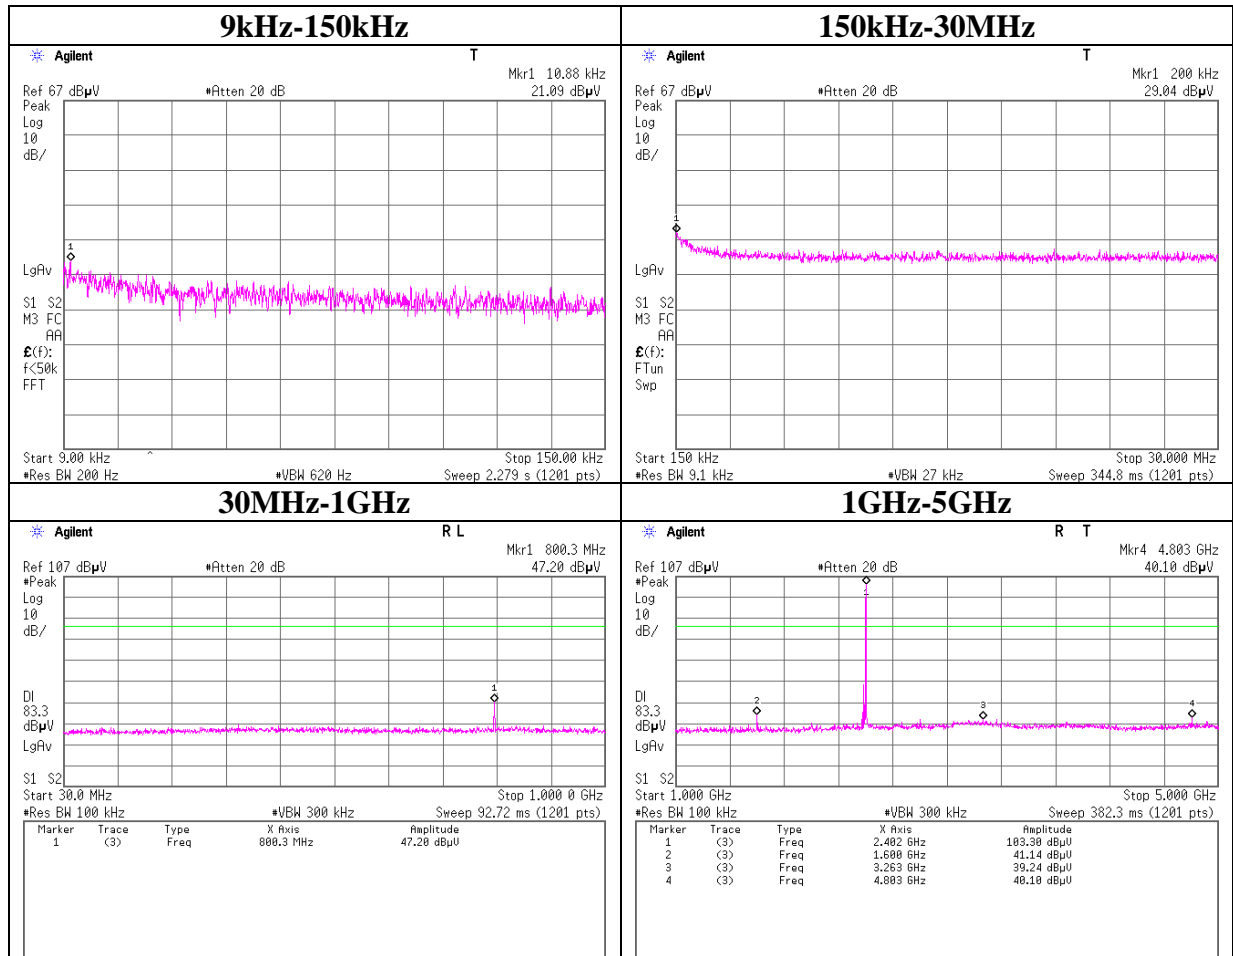 9kHz-150kHz
Agilent T
Mkr1 10.88 kHz
Ref 67 dBµV #Atten 20 dB 21.09 dBµV
Peak
Log
10
dB/
1
LgAv
S1 S2
M3 FC
AA
£(f):
f<50k
FFT
Start 9.00 kHz ^ Stop 150.00 kHz
#Res BW 200 Hz #VBW 620 Hz Sweep 2.279 s (1201 pts)
150kHz-30MHz
Agilent T
Mkr1 200 kHz
Ref 67 dBµV #Atten 20 dB 29.04 dBµV
Peak
Log
10
dB/
1
LgAv
S1 S2
M3 FC
AA
£(f):
FTun
Swp
Start 150 kHz Stop 30.000 MHz
#Res BW 9.1 kHz #VBW 27 kHz Sweep 344.8 ms (1201 pts)
30MHz-1GHz
Agilent R L
Mkr1 800.3 MHz
Ref 107 dBµV #Atten 20 dB 47.20 dBµV
#Peak
Log
10
dB/
1
DI
83.3
dBµV
LgAv
S1 S2
Start 30.0 MHz Stop 1.000 0 GHz
#Res BW 100 kHz #VBW 300 kHz Sweep 92.72 ms (1201 pts)
Marker Trace Type X Axis Amplitude
1 (3) Freq 800.3 MHz 47.20 dBµV
1GHz-5GHz
Agilent R T
Mkr4 4.803 GHz
Ref 107 dBµV #Atten 20 dB 40.10 dBµV
#Peak
Log
10
dB/
1
2
3
4
DI
83.3
dBµV
LgAv
S1 S2
Start 1.000 GHz Stop 5.000 GHz
#Res BW 100 kHz #VBW 300 kHz Sweep 382.3 ms (1201 pts)
Marker Trace Type X Axis Amplitude
1 (3) Freq 2.402 GHz 103.30 dBµV
2 (3) Freq 1.600 GHz 41.14 dBµV
3 (3) Freq 3.263 GHz 39.24 dBµV
4 (3) Freq 4.803 GHz 40.10 dBµV